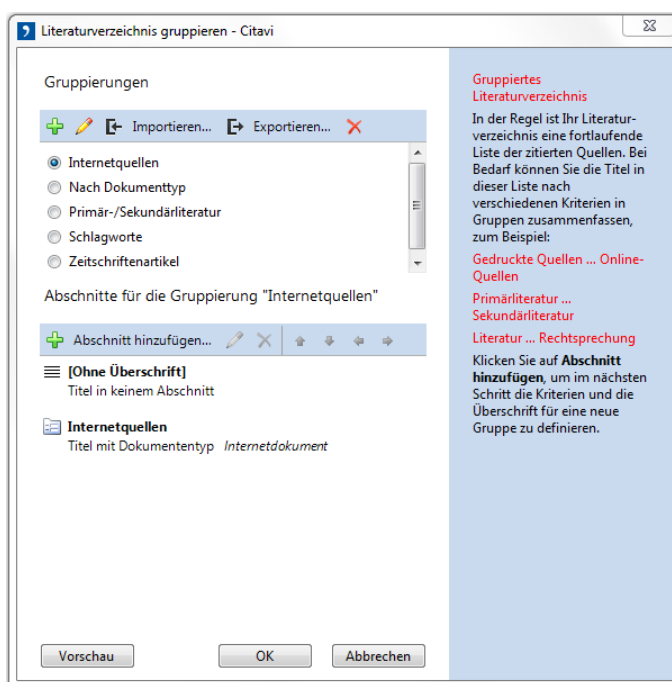 Literaturverzeichnis gruppieren - Citavi
Gruppierungen
Importieren... Exportieren...
Internetquellen
Nach Dokumenttyp
Primär-/Sekundärliteratur
Schlagworte
Zeitschriftenartikel
Abschnitte für die Gruppierung "Internetquellen"
Abschnitt hinzufügen...
[Ohne Überschrift]
Titel in keinem Abschnitt
Internetquellen
Titel mit Dokumententyp Internetdokument
Vorschau OK Abbrechen
Gruppiertes
Literaturverzeichnis
In der Regel ist Ihr Literatur-
verzeichnis eine fortlaufende
Liste der zitierten Quellen. Bei
Bedarf können Sie die Titel in
dieser Liste nach
verschiedenen Kriterien in
Gruppen zusammenfassen,
zum Beispiel:
Gedruckte Quellen ... Online-
Quellen
Primärliteratur ...
Sekundärliteratur
Literatur ... Rechtsprechung
Klicken Sie auf Abschnitt
hinzufügen, um im nächsten
Schritt die Kriterien und die
Überschrift für eine neue
Gruppe zu definieren.